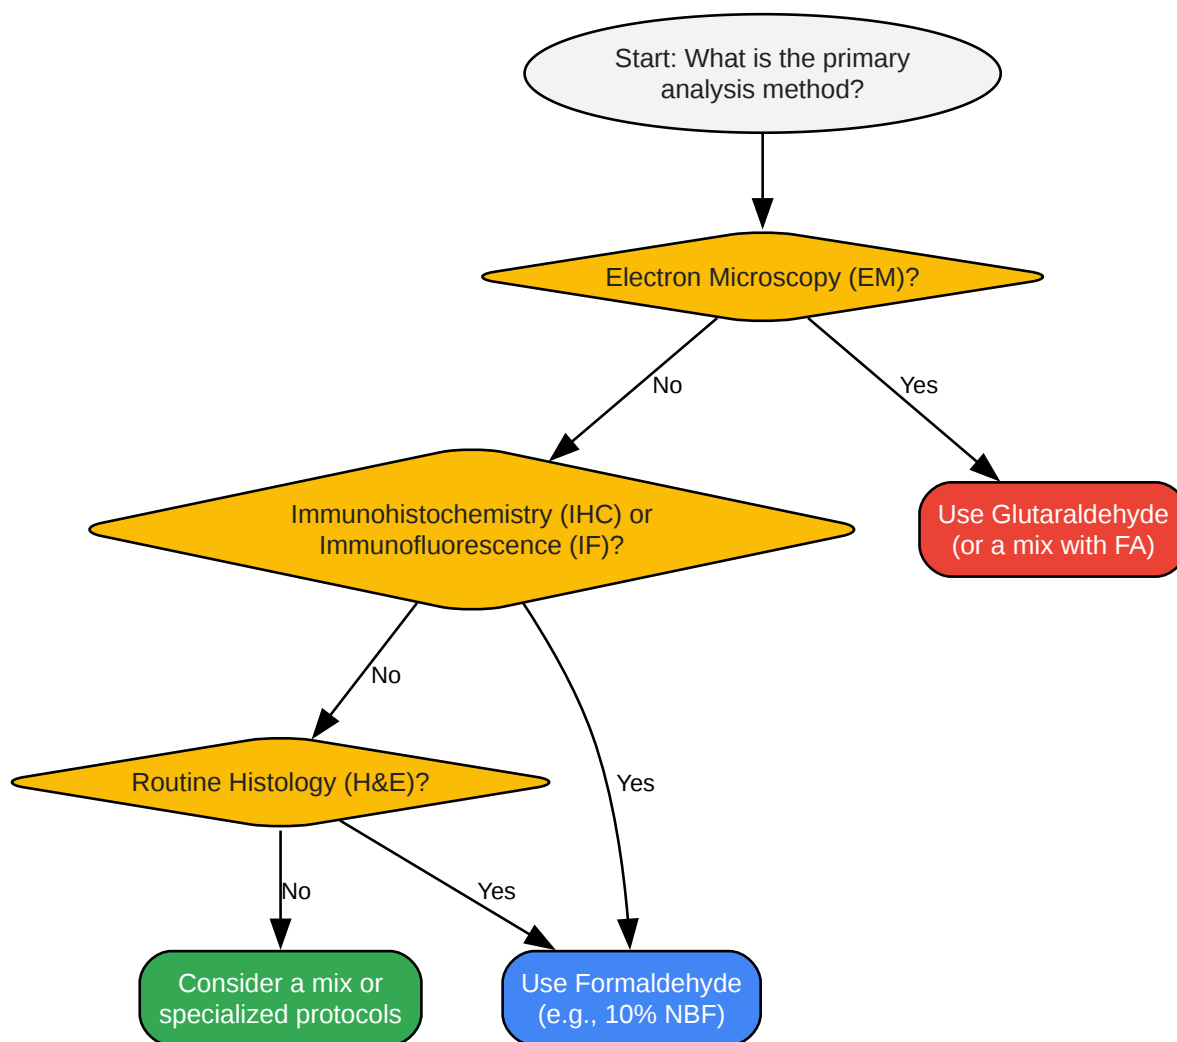 Start: What is the primary
analysis method?
Electron Microscopy (EM)?
No
Yes
Immunohistochemistry (IHC) or
Immunofluorescence (IF)?
Use Glutaraldehyde
(or a mix with FA)
No
Yes
Routine Histology (H&E)?
No
Yes
Consider a mix or
specialized protocols
Use Formaldehyde
(e.g., 10% NBF)